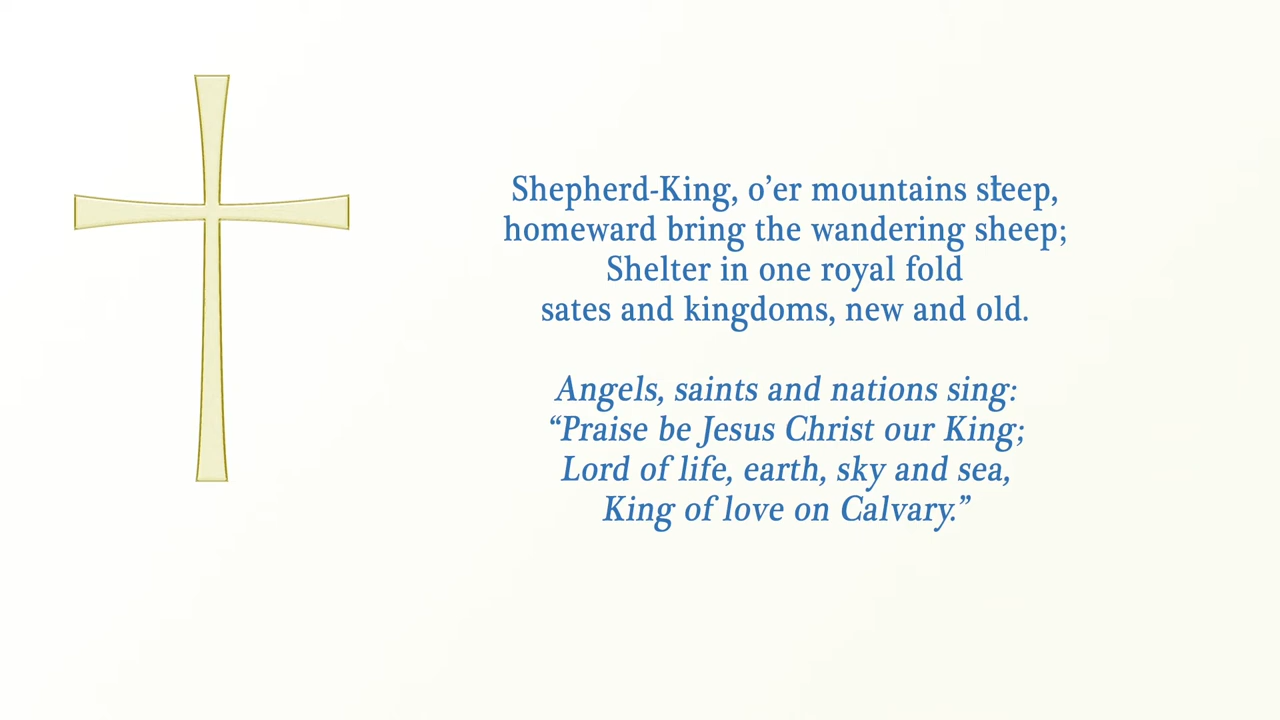 Shepherd-King, o’er mountains steep,
homeward bring the wandering sheep;
Shelter in one royal fold
sates and kingdoms, new and old.
Angels, saints and nations sing:
“Praise be Jesus Christ our King;
Lord of life, earth, sky and sea,
King of love on Calvary.”